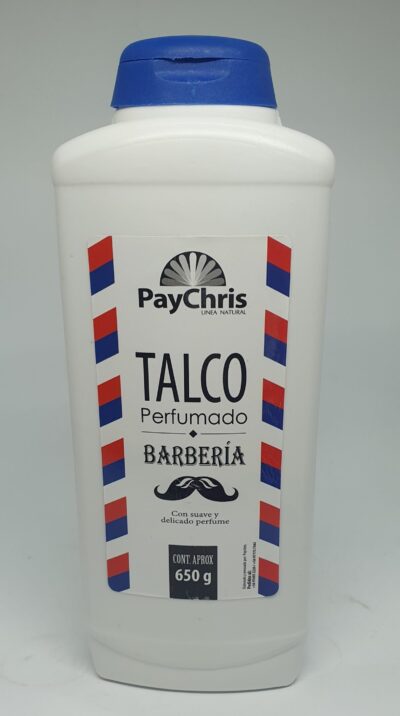 PayChris
LINEA NATURAL
TALCO
Perfumado
BARBERÍA
Con suave y
delicado perfume
CONT. APROX
650 g